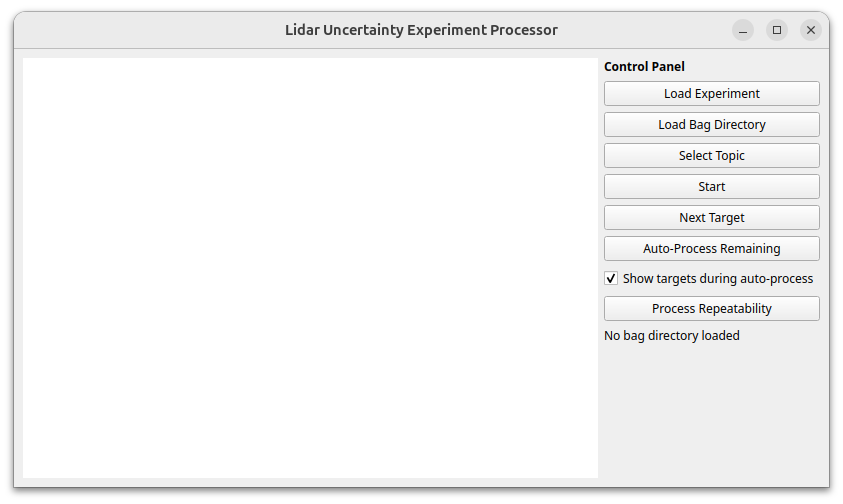 Lidar Uncertainty Experiment Processor
Control Panel
Load Experiment
Load Bag Directory
Select Topic
Start
Next Target
Auto-Process Remaining
Show targets during auto-process
Process Repeatability
No bag directory loaded